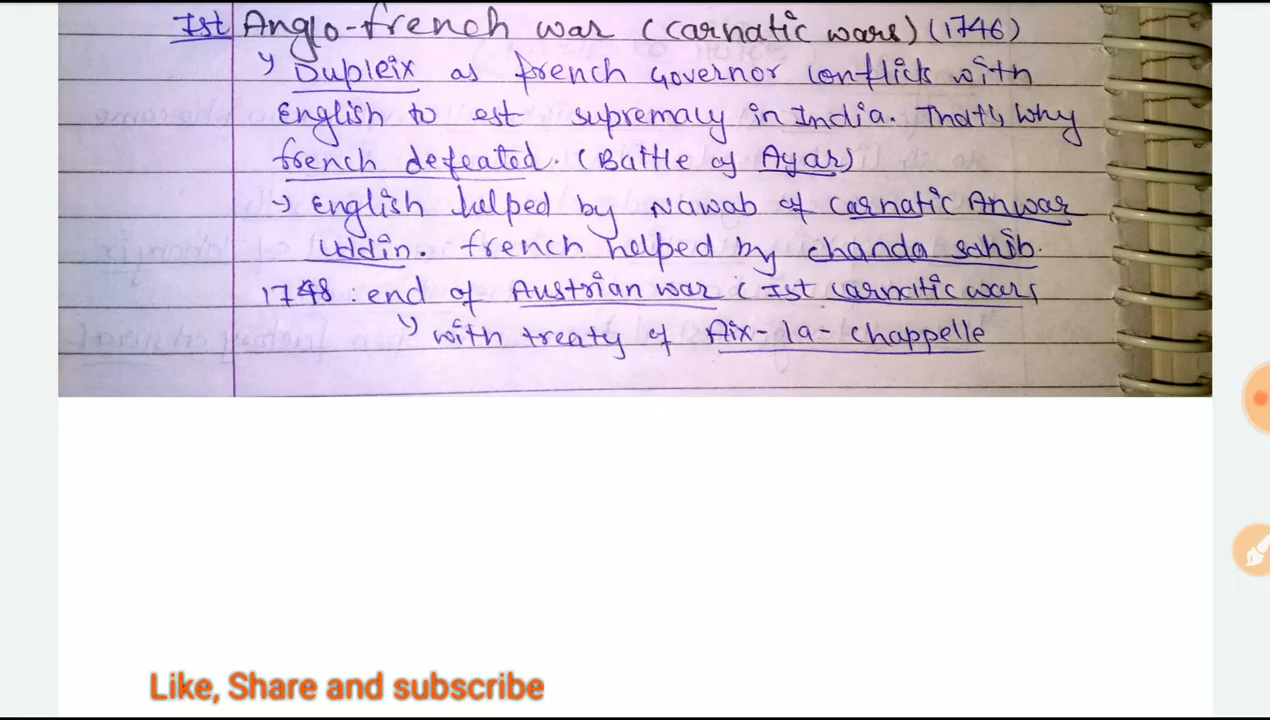 Ist Anglo-french war (Carnatic wars) (1746)
Dupleix as french Governor conflick with
English to est supremacy in India. That's why
french defeated. (Battle of Ayar)
→ English helped by Nawab of Carnatic Anwar
Uddin. french helped by Chanda sahib.
1748: end of Austrian war (Ist carnatic wars
with treaty of Aix-la-Chappelle
Like, Share and subscribe